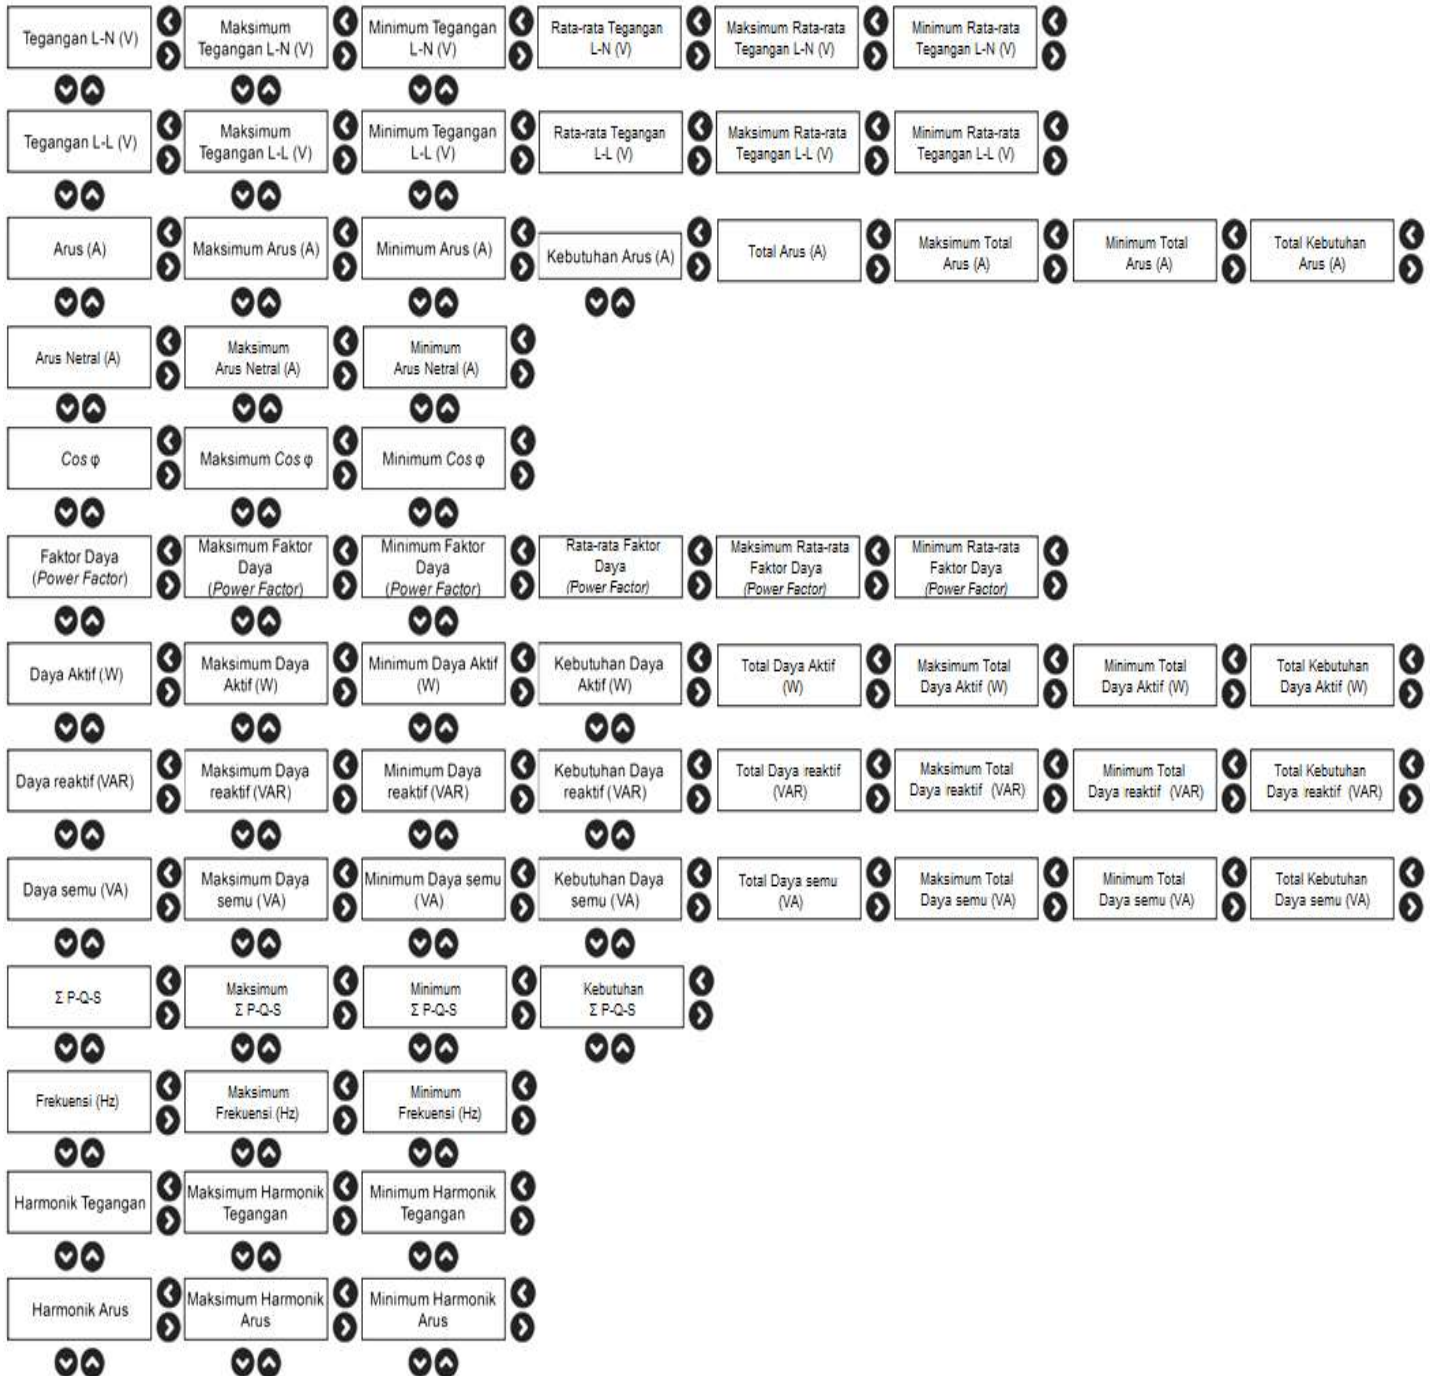 Tegangan L-N (V)
Maksimum
Tegangan L-N (V)
Minimum Tegangan
L-N (V)
Rata-rata Tegangan
L-N (V)
Maksimum Rata-rata
Tegangan L-N (V)
Minimum Rata-rata
Tegangan L-N (V)
Tegangan L-L (V)
Maksimum
Tegangan L-L (V)
Minimum Tegangan
L-L (V)
Rata-rata Tegangan
L-L (V)
Maksimum Rata-rata
Tegangan L-L (V)
Minimum Rata-rata
Tegangan L-L (V)
Arus (A)
Maksimum Arus (A)
Minimum Arus (A)
Kebutuhan Arus (A)
Total Arus (A)
Maksimum Total
Arus (A)
Minimum Total
Arus (A)
Total Kebutuhan
Arus (A)
Arus Netral (A)
Maksimum
Arus Netral (A)
Minimum
Arus Netral (A)
Cos φ
Maksimum Cos φ
Minimum Cos φ
Faktor Daya
(Power Factor)
Maksimum Faktor
Daya
(Power Factor)
Minimum Faktor
Daya
(Power Factor)
Rata-rata Faktor
Daya
(Power Factor)
Maksimum Rata-rata
Faktor Daya
(Power Factor)
Minimum Rata-rata
Faktor Daya
(Power Factor)
Daya Aktif (W)
Maksimum Daya
Aktif (W)
Minimum Daya Aktif
(W)
Kebutuhan Daya
Aktif (W)
Total Daya Aktif
(W)
Maksimum Total
Daya Aktif (W)
Minimum Total
Daya Aktif (W)
Total Kebutuhan
Daya Aktif (W)
Daya reaktif (VAR)
Maksimum Daya
reaktif (VAR)
Minimum Daya
reaktif (VAR)
Kebutuhan Daya
reaktif (VAR)
Total Daya reaktif
(VAR)
Maksimum Total
Daya reaktif (VAR)
Minimum Total
Daya reaktif (VAR)
Total Kebutuhan
Daya reaktif (VAR)
Daya semu (VA)
Maksimum Daya
semu (VA)
Minimum Daya semu
(VA)
Kebutuhan Daya
semu (VA)
Total Daya semu
(VA)
Maksimum Total
Daya semu (VA)
Minimum Total
Daya semu (VA)
Total Kebutuhan
Daya semu (VA)
Σ P-Q-S
Maksimum
Σ P-Q-S
Minimum
Σ P-Q-S
Kebutuhan
Σ P-Q-S
Frekuensi (Hz)
Maksimum
Frekuensi (Hz)
Minimum
Frekuensi (Hz)
Harmonik Tegangan
Maksimum Harmonik
Tegangan
Minimum Harmonik
Tegangan
Harmonik Arus
Maksimum Harmonik
Arus
Minimum Harmonik
Arus